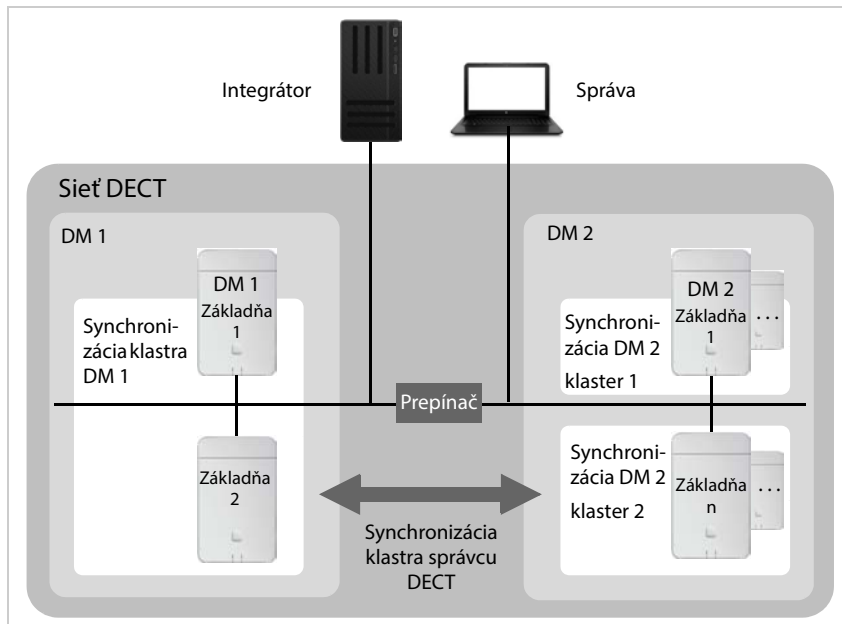 Integrátor
Správa
Sieť DECT
DM 1
DM 1
Základňa
1
Synchroni-
zácia klastra
DM 1
Základňa
2
Prepínač
Synchronizácia
klastra správcu
DECT
DM 2
DM 2
Základňa
1
...
Synchroni-
zácia DM 2
klaster 1
Synchroni-
zácia DM 2
klaster 2
Základňa
n
...